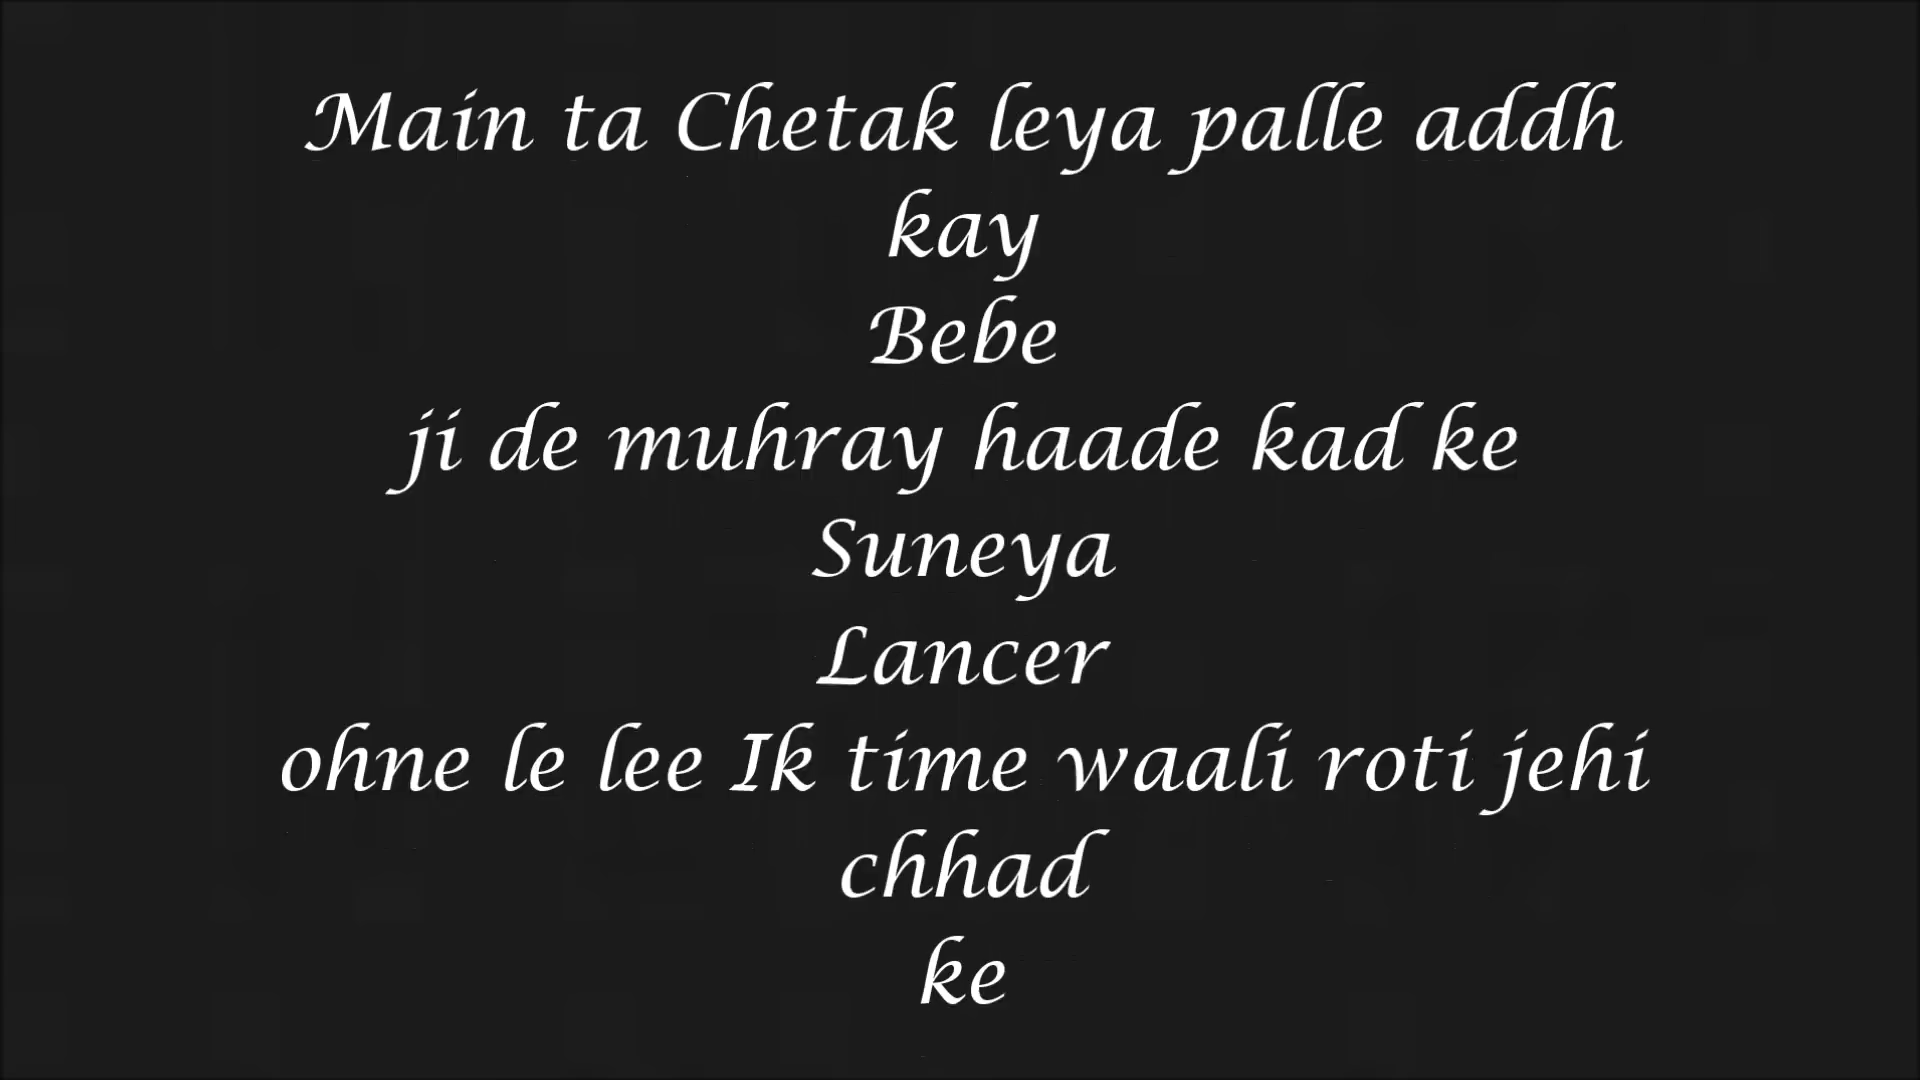 Main ta Chetak leya palle addh
kay
Bebe
ji de muhray haade kad ke
Suneya
Lancer
ohne le lee Ik time waali roti jehi
chhad
ke